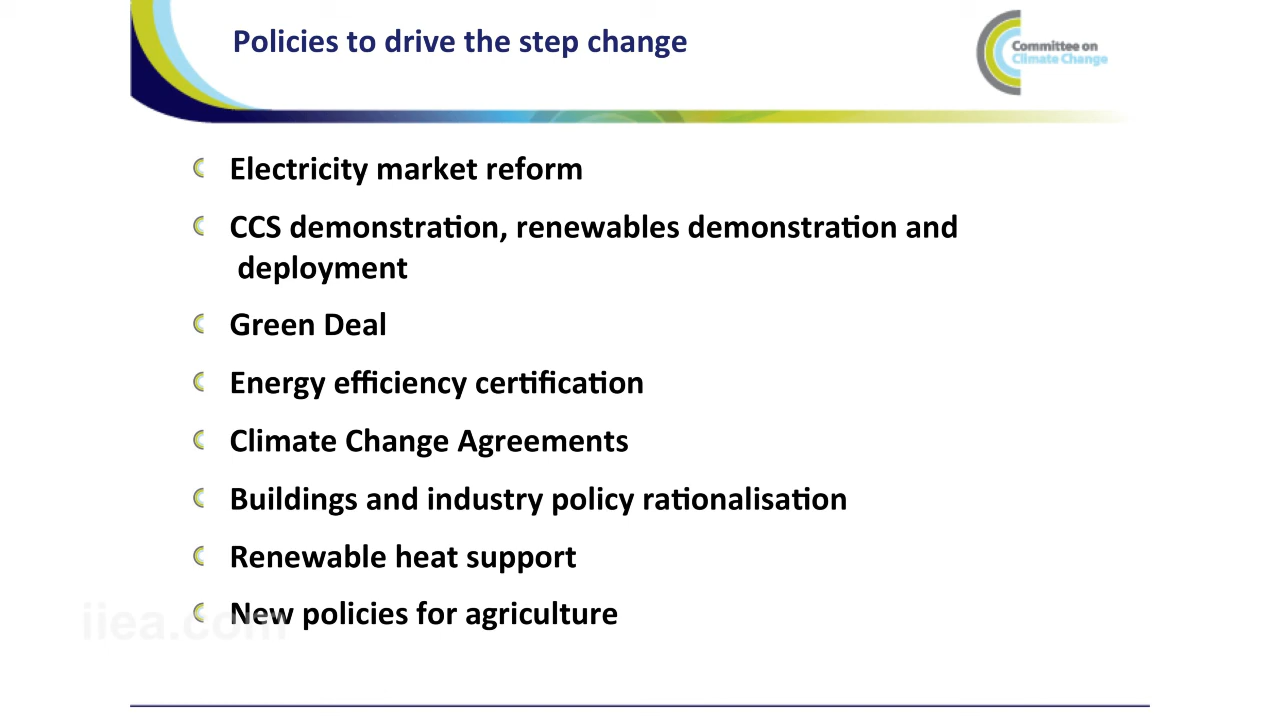 Policies to drive the step change
Committee on
Climate Change
Electricity market reform
CCS demonstration, renewables demonstration and
deployment
Green Deal
Energy efficiency certification
Climate Change Agreements
Buildings and industry policy rationalisation
Renewable heat support
New policies for agriculture
iiea.com